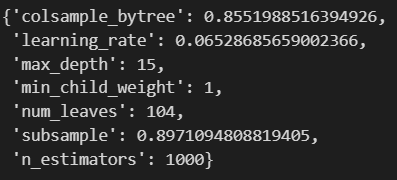 {'colsample_bytree': 0.8551988516394926,
 'learning_rate': 0.06528685659002366,
 'max_depth': 15,
 'min_child_weight': 1,
 'num_leaves': 104,
 'subsample': 0.8971094808819405,
 'n_estimators': 1000}